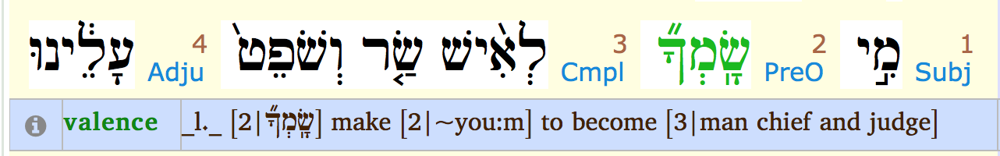 1 Subj מִ֣י 2 PreO שָֽׂמְךָ֞ 3 Cmpl לְאִ֨ישׁ שַׂ֤ר וְשֹׁפֵט֙ 4 Adju עָלֵ֔ינוּ
valence _l._ [2|שָֽׂמְךָ֞] make [2|~you:m] to become [3|man chief and judge]